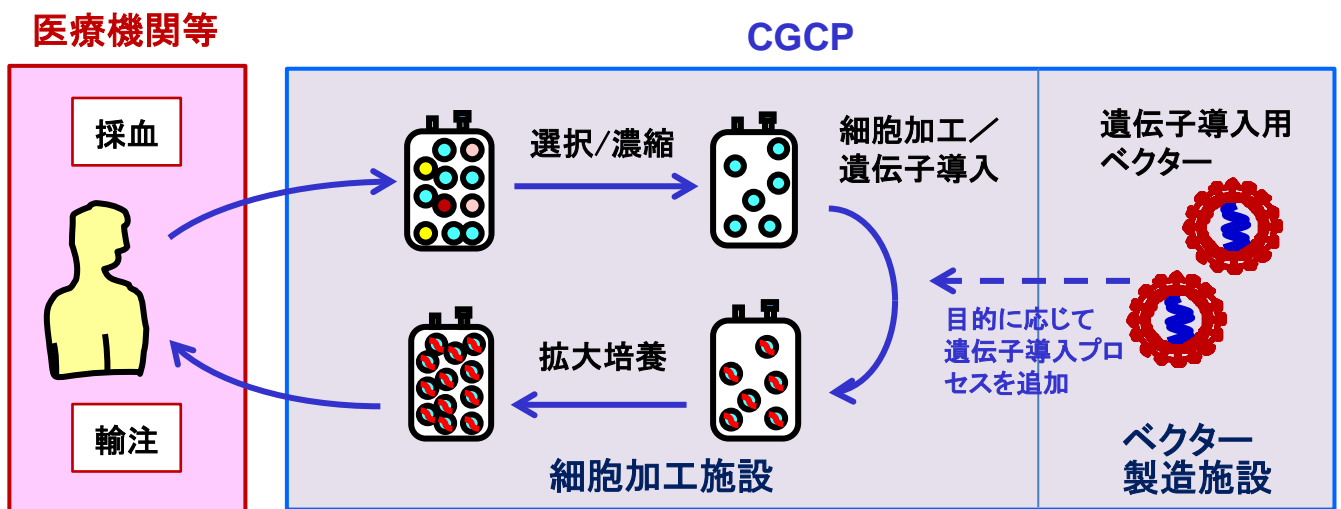 医療機関等
採血
輸注
CGCP
選択/濃縮
細胞加工／
遺伝子導入
拡大培養
細胞加工施設
遺伝子導入用
ベクター
目的に応じて
遺伝子導入プロ
セスを追加
ベクター
製造施設